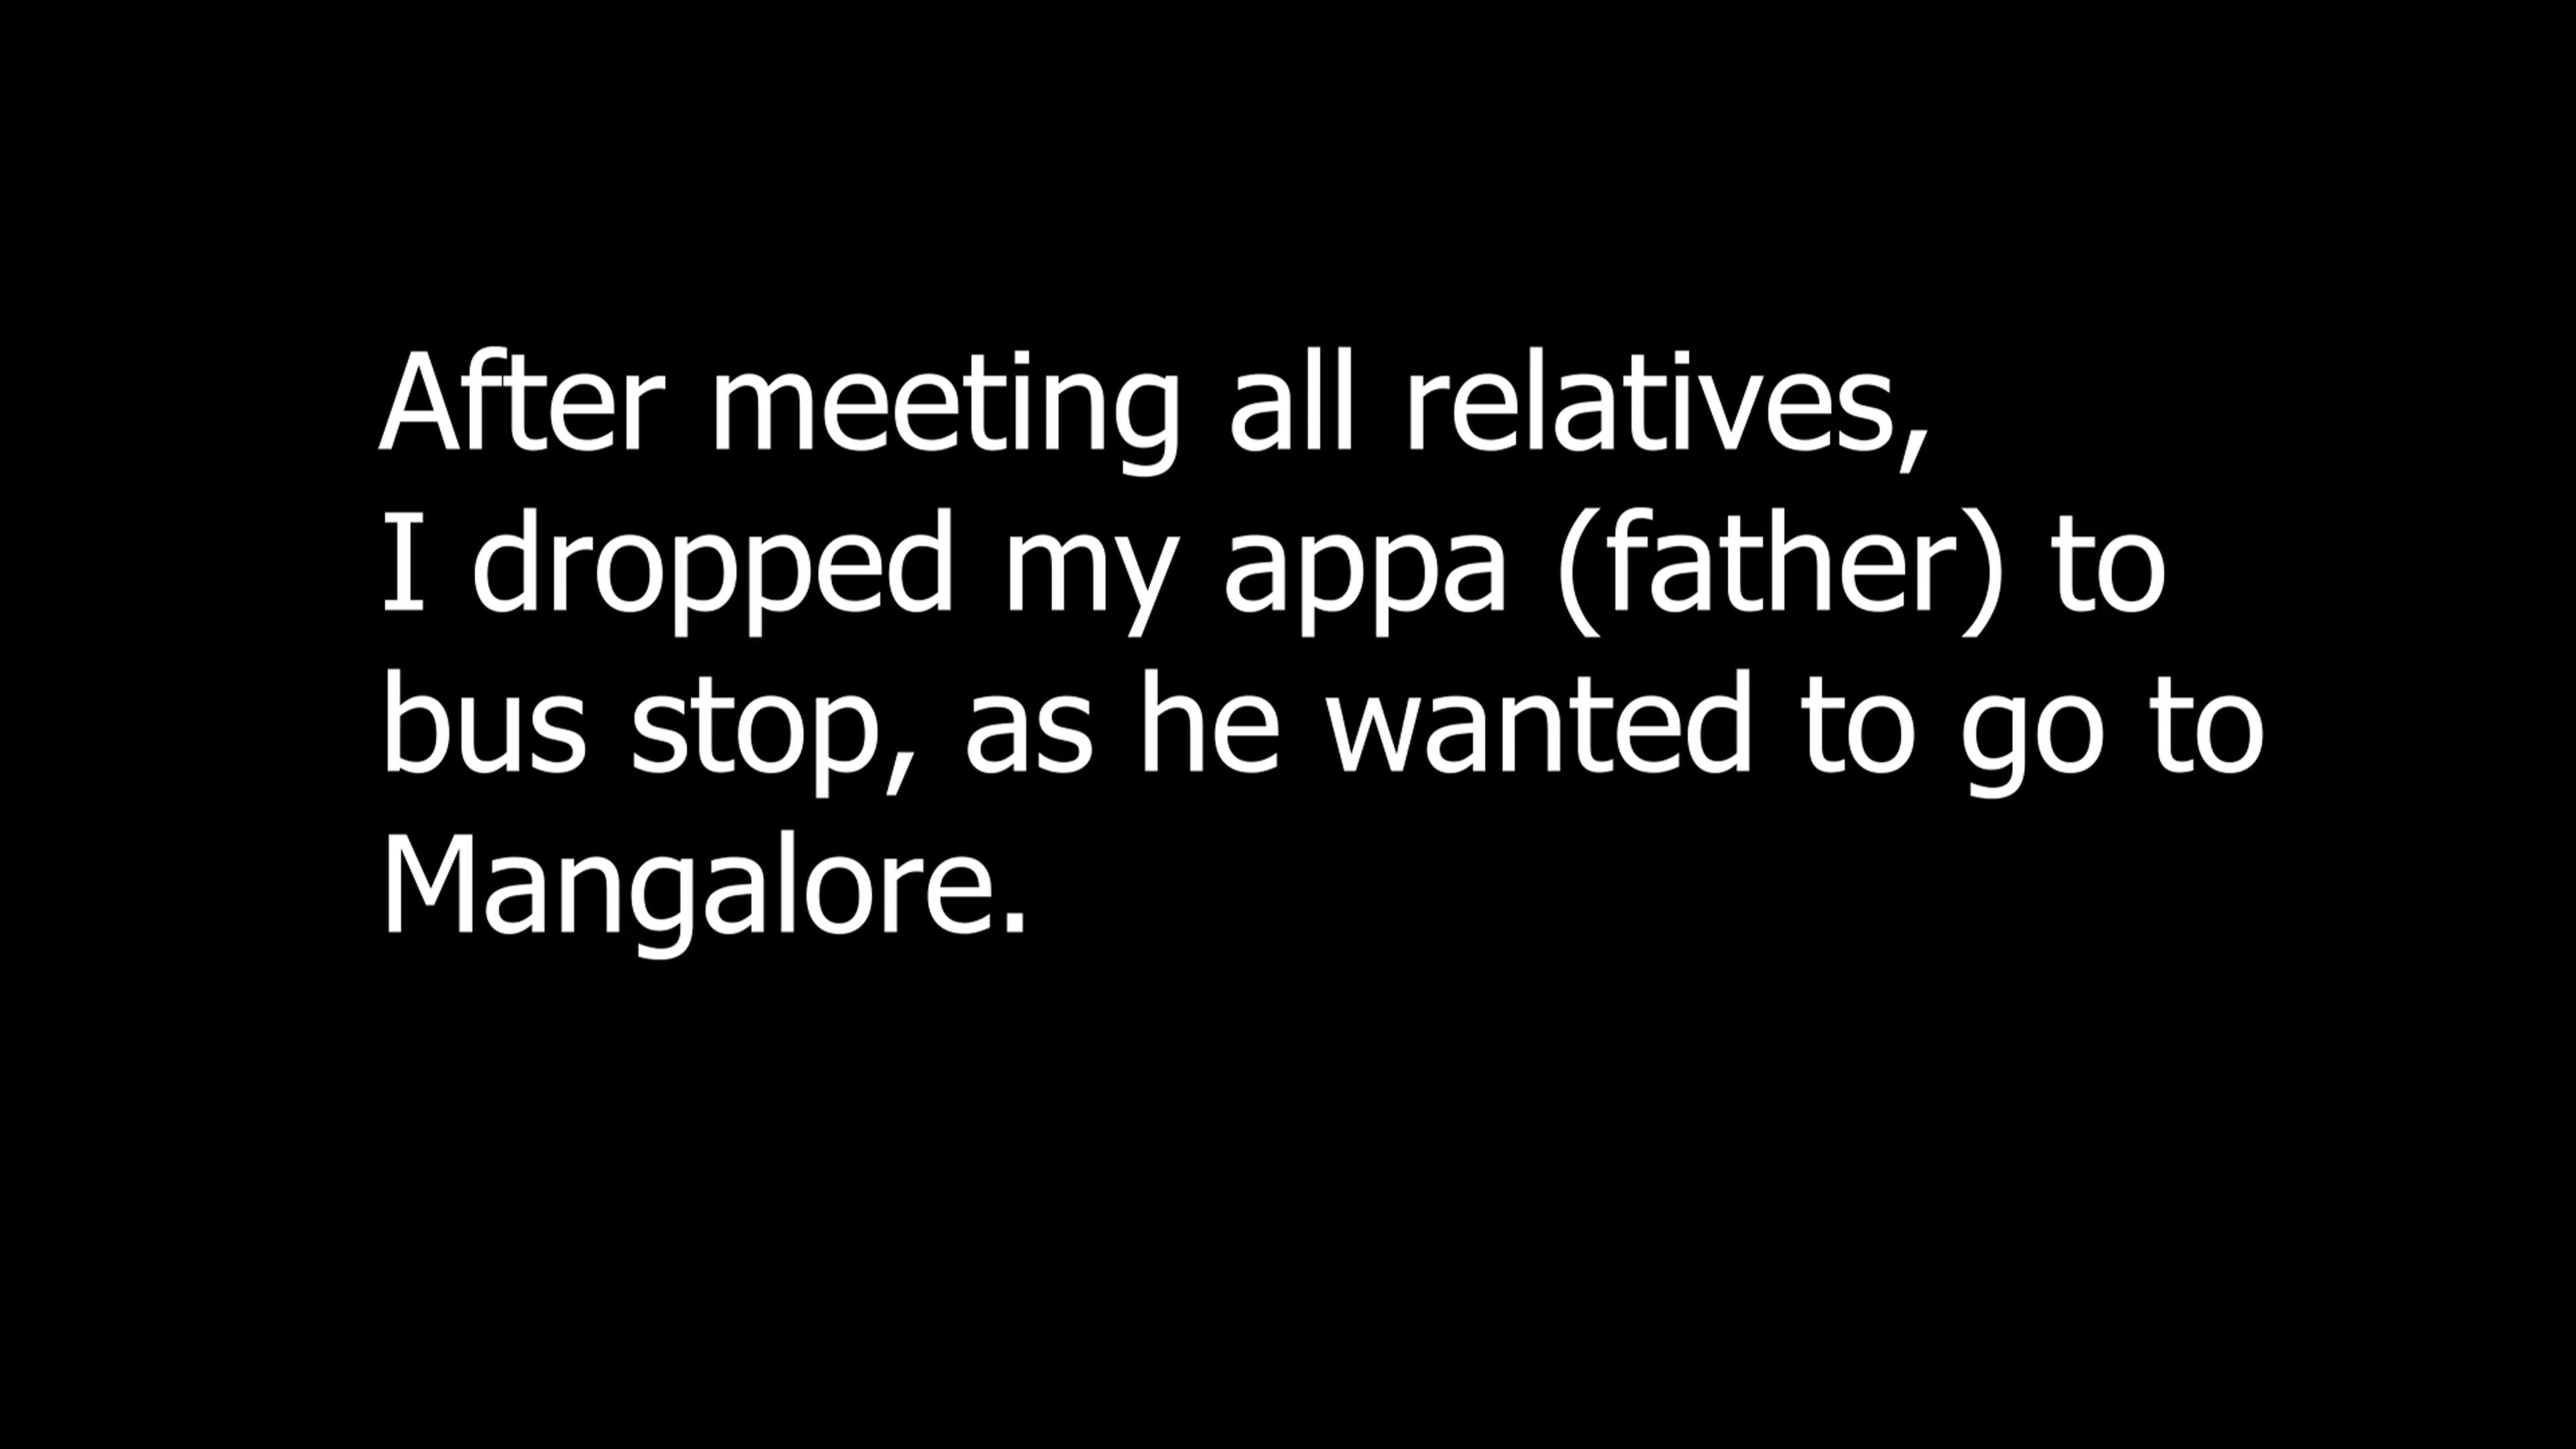 After meeting all relatives,
I dropped my appa (father) to
bus stop, as he wanted to go to
Mangalore.